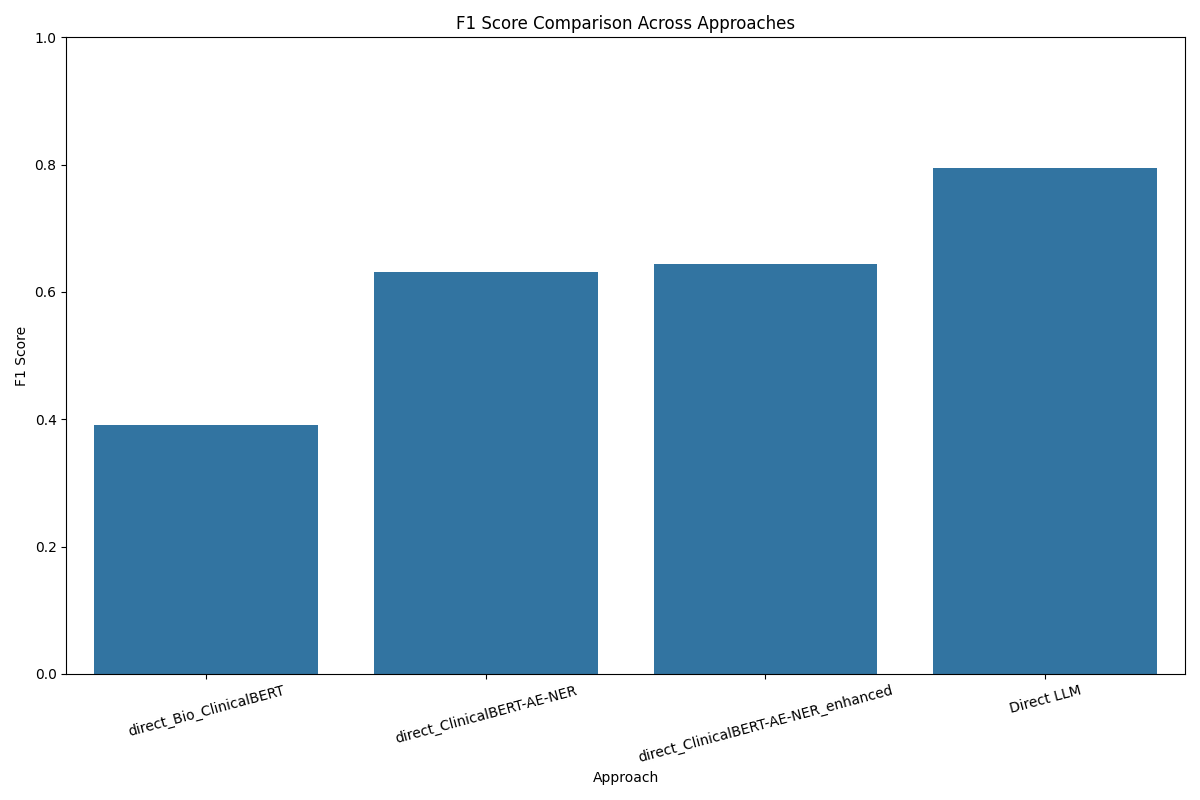 F1 Score Comparison Across Approaches
1.0
0.8
0.6
0.4
0.2
0.0
F1 Score
direct_Bio_ClinicalBERT
direct_ClinicalBERT-AE-NER
direct_ClinicalBERT-AE-NER_enhanced
Direct LLM
Approach